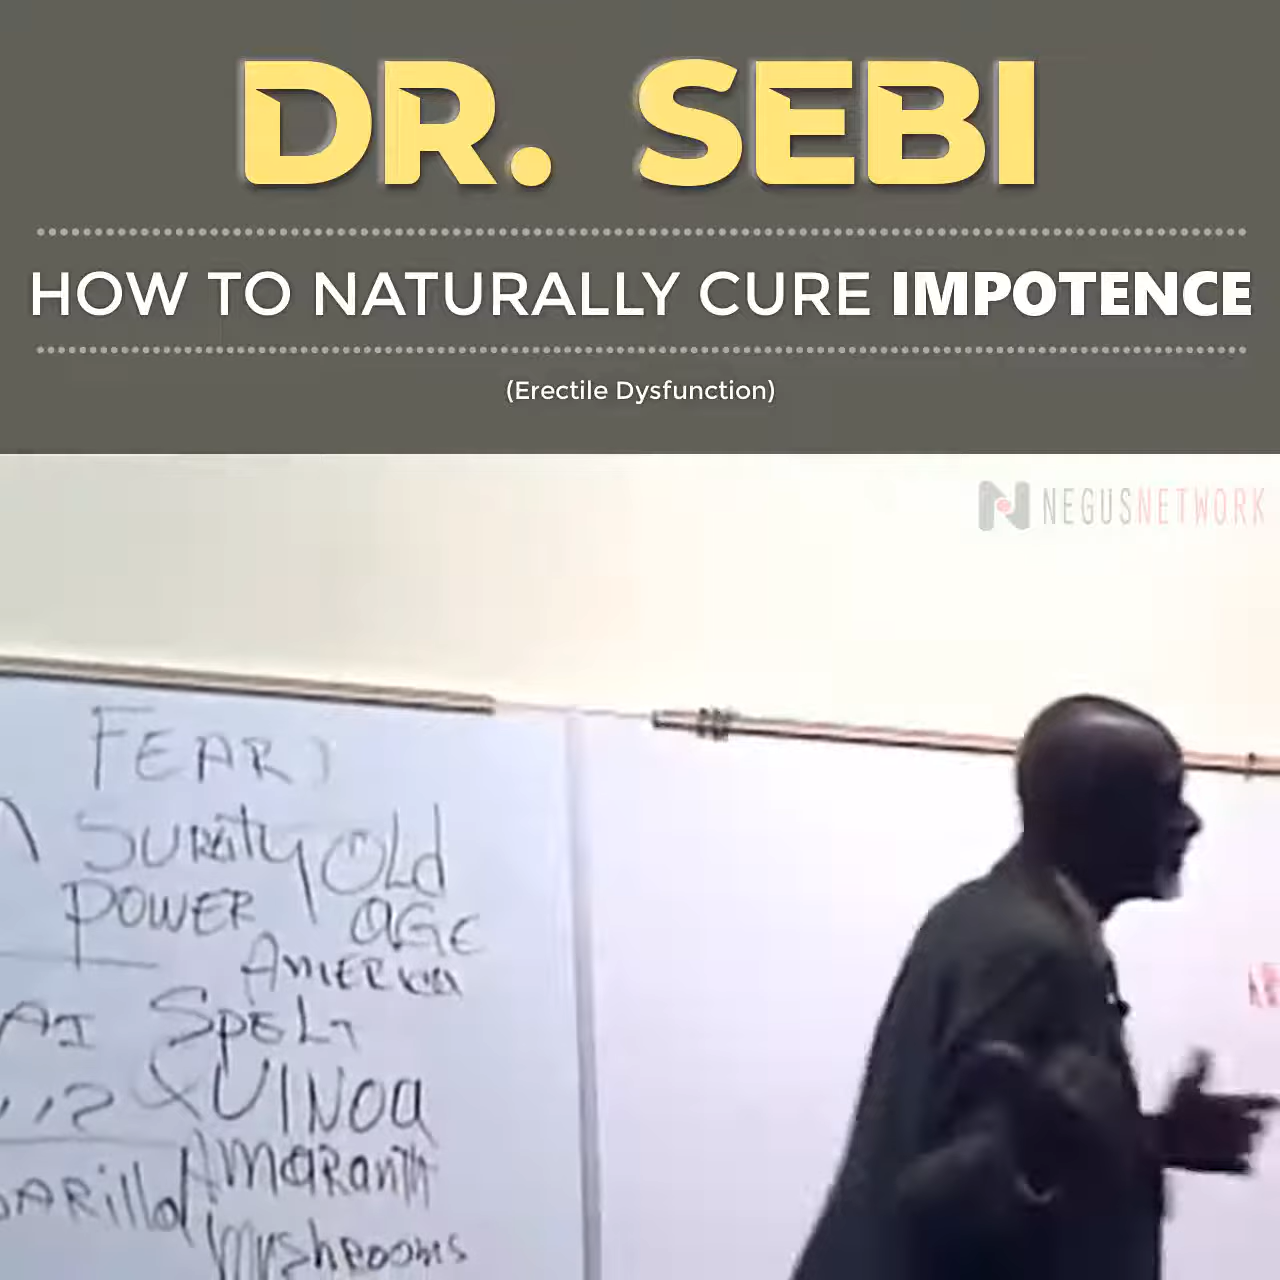 DR. SEBI
HOW TO NATURALLY CURE IMPOTENCE
(Erectile Dysfunction)
NEGUSNETWORK
FEAR
OLd
POWER AGE
AMERICA
SPELT
QUINOa
AMaRanTh
MushRooms